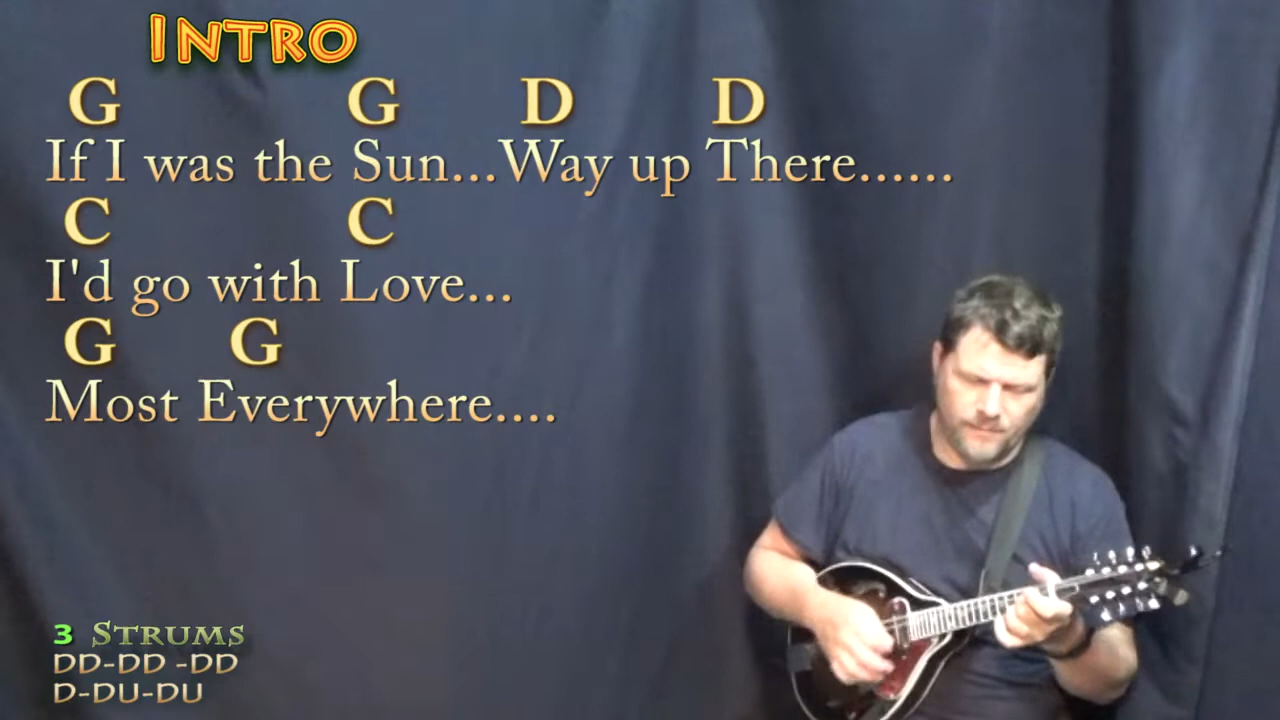 INTRO
G G D D
If I was the Sun...Way up There......
C C
I'd go with Love...
G G
Most Everywhere....
3 STRUMS
DD-DD -DD
D-DU-DU